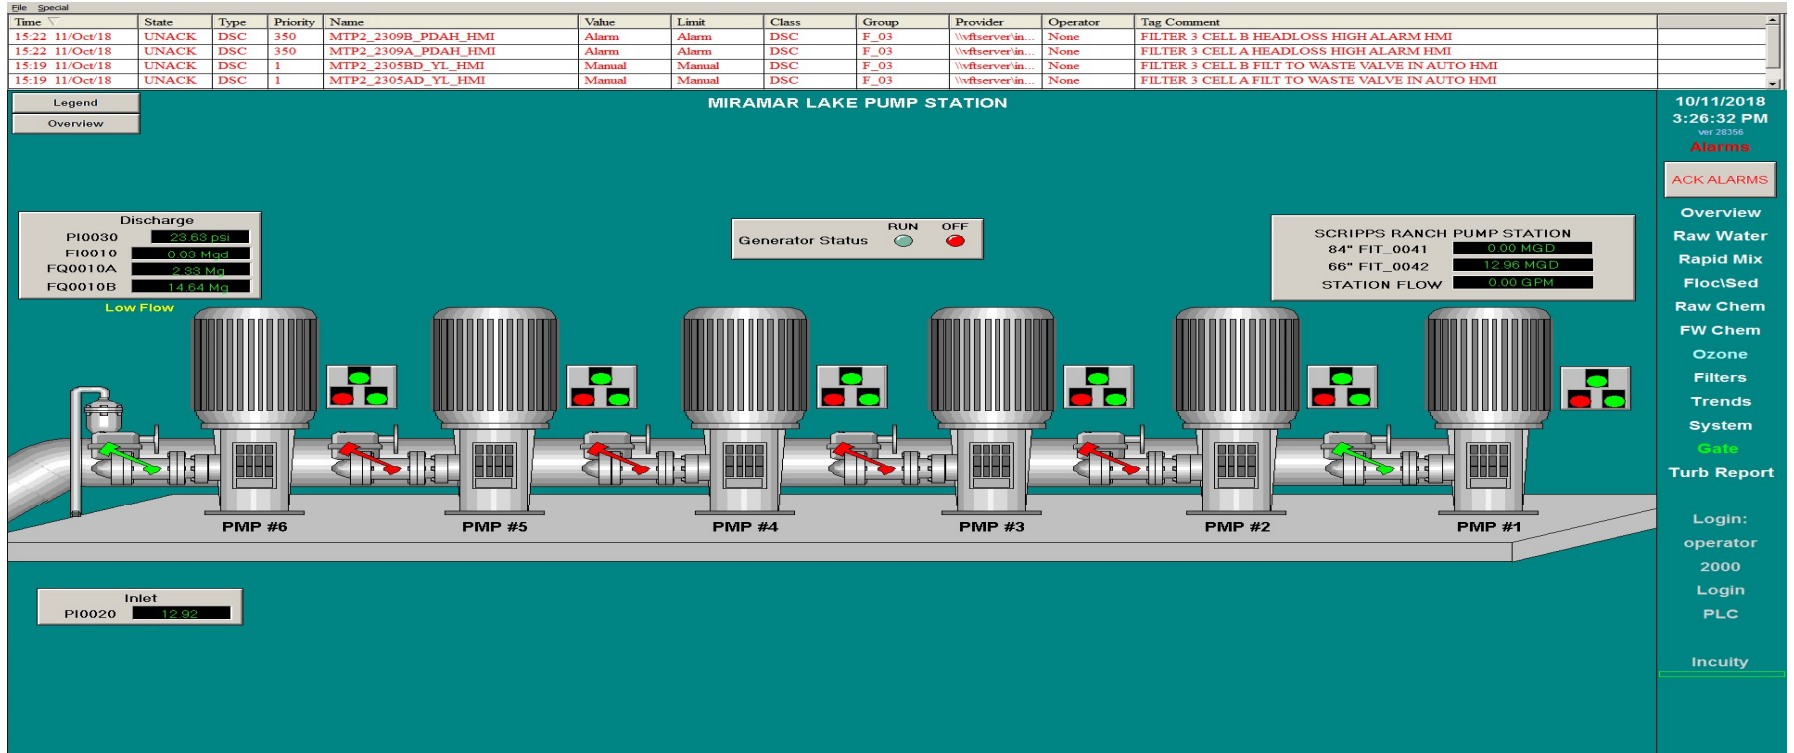 File Special
Time State Type Priority Name Value Limit Class Group Provider Operator Tag Comment
15:22 11/Oct/18 UNACK DSC 350 MTP2_2309B_PDAH_HMI Alarm Alarm DSC F_03 \\vftserver\in... None FILTER 3 CELL B HEADLOSS HIGH ALARM HMI
15:22 11/Oct/18 UNACK DSC 350 MTP2_2309A_PDAH_HMI Alarm Alarm DSC F_03 \\vftserver\in... None FILTER 3 CELL A HEADLOSS HIGH ALARM HMI
15:19 11/Oct/18 UNACK DSC 1 MTP2_2305BD_YL_HMI Manual Manual DSC F_03 \\vftserver\in... None FILTER 3 CELL B FILT TO WASTE VALVE IN AUTO HMI
15:19 11/Oct/18 UNACK DSC 1 MTP2_2305AD_YL_HMI Manual Manual DSC F_03 \\vftserver\in... None FILTER 3 CELL A FILT TO WASTE VALVE IN AUTO HMI
Legend
Overview
MIRAMAR LAKE PUMP STATION
Discharge
PI0030 23.63 psi
FI0010 0.03 Mgd
FQ0010A 2.33 Mg
FQ0010B 14.64 Mg
Low Flow
RUN OFF
Generator Status
SCRIPPS RANCH PUMP STATION
84" FIT_0041 0.00 MGD
66" FIT_0042 12.96 MGD
STATION FLOW 0.00 GPM
PMP #6 PMP #5 PMP #4 PMP #3 PMP #2 PMP #1
Inlet
PI0020 12.92
10/11/2018
3:26:32 PM
ver 28356
Alarms
ACK ALARMS
Overview
Raw Water
Rapid Mix
Floc\Sed
Raw Chem
FW Chem
Ozone
Filters
Trends
System
Gate
Turb Report
Login:
operator
2000
Login
PLC
Incuity